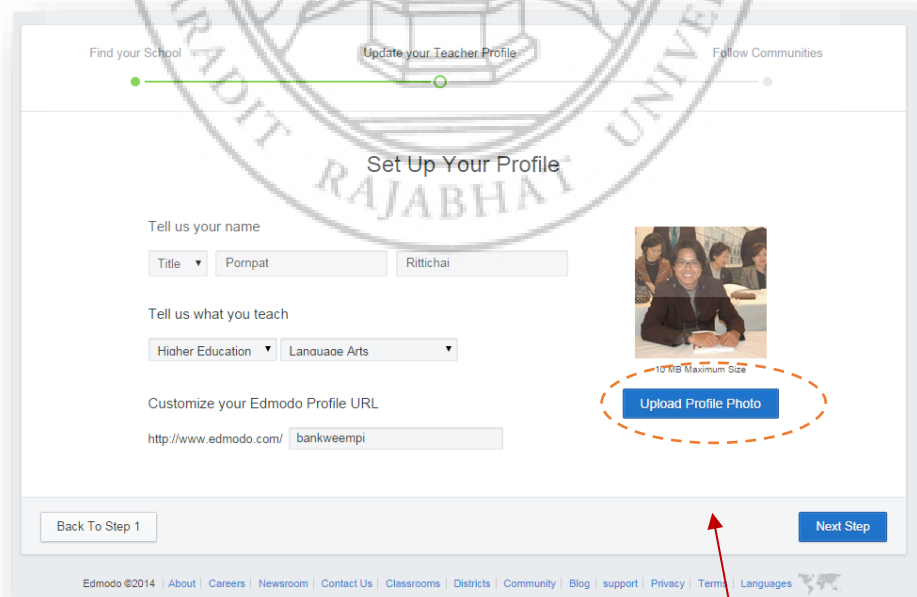 Find your School Update your Teacher Profile Follow Communities
Set Up Your Profile
RAJABHAT
Tell us your name
Title Pornpat Rittichai
Tell us what you teach
Higher Education Language Arts
10 MB Maximum Size
Customize your Edmodo Profile URL
Upload Profile Photo
http://www.edmodo.com/ bankweempi
Back To Step 1 Next Step
Edmodo ©2014 | About | Careers | Newsroom | Contact Us | Classrooms | Districts | Community | Blog | support | Privacy | Terms | Languages